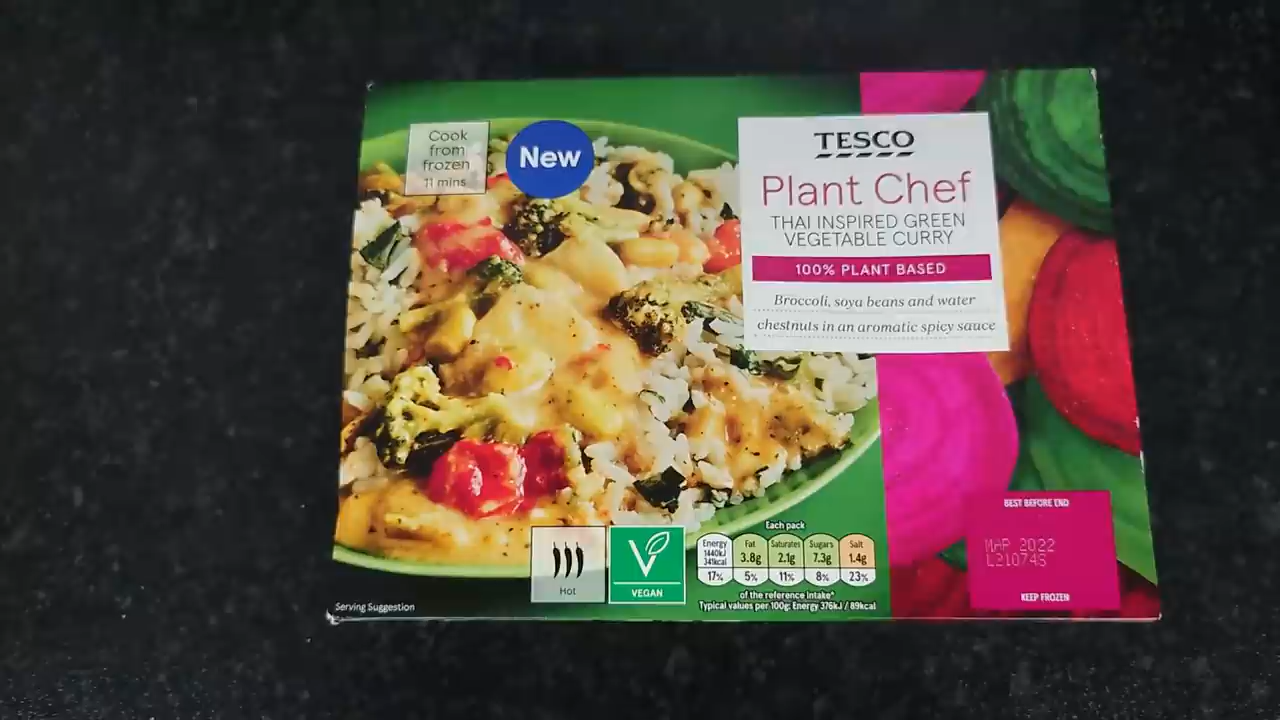 Cook
from
frozen
11 mins
New
TESCO
Plant Chef
THAI INSPIRED GREEN
VEGETABLE CURRY
100% PLANT BASED
Broccoli, soya beans and water
chestnuts in an aromatic spicy sauce
BEST BEFORE END
MAR 2022
L21074S
KEEP FROZEN
Hot
VEGAN
Each pack
Energy Fat Saturates Sugars Salt
1440kJ 3.8g 2.1g 7.3g 1.4g
341kcal
17% 5% 11% 8% 23%
of the reference intake*
Typical values per 100g: Energy 376kJ / 89kcal
Serving Suggestion